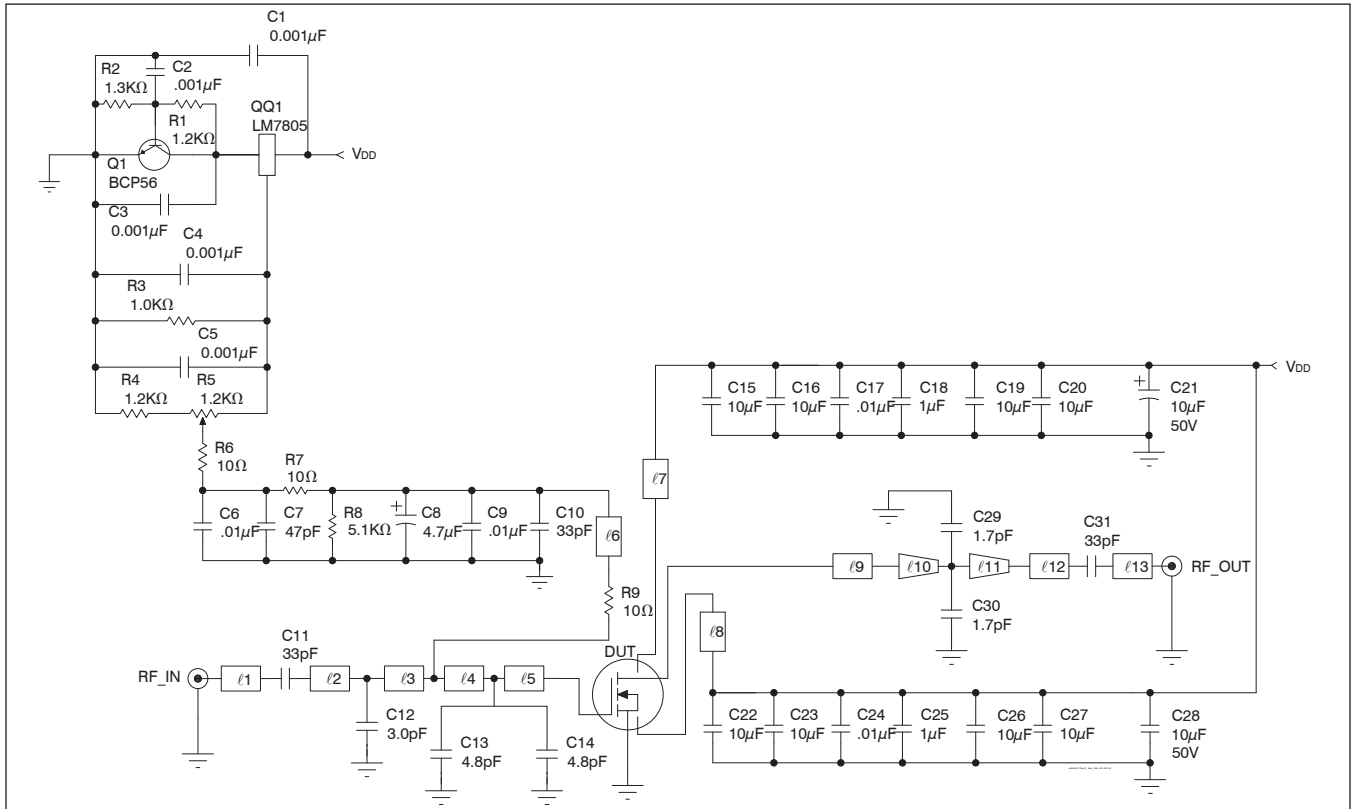 C1
0.001µF
R2
1.3KΩ
C2
.001µF
R1
1.2KΩ
QQ1
LM7805
VDD
Q1
BCP56
C3
0.001µF
C4
0.001µF
R3
1.0KΩ
C5
0.001µF
R4
1.2KΩ
R5
1.2KΩ
R6
10Ω
R7
10Ω
C6
.01µF
C7
47pF
R8
5.1KΩ
C8
4.7µF
C9
.01µF
C10
33pF
ℓ6
R9
10Ω
ℓ7
C15
10µF
C16
10µF
C17
.01µF
C18
1µF
C19
10µF
C20
10µF
C21
10µF
50V
VDD
C29
1.7pF
C31
33pF
ℓ9
ℓ10
ℓ11
ℓ12
ℓ13
RF_OUT
C30
1.7pF
ℓ8
DUT
C11
33pF
RF_IN
ℓ1
ℓ2
ℓ3
ℓ4
ℓ5
C12
3.0pF
C13
4.8pF
C14
4.8pF
C22
10µF
C23
10µF
C24
.01µF
C25
1µF
C26
10µF
C27
10µF
C28
10µF
50V